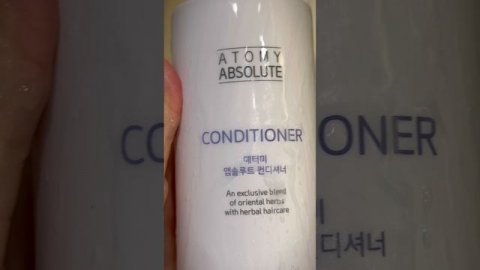 ATOMY
ABSOLUTE
CONDITIONER
애터미
앱솔루트 컨디셔너
An exclusive blend
of oriental herbs
with herbal haircare